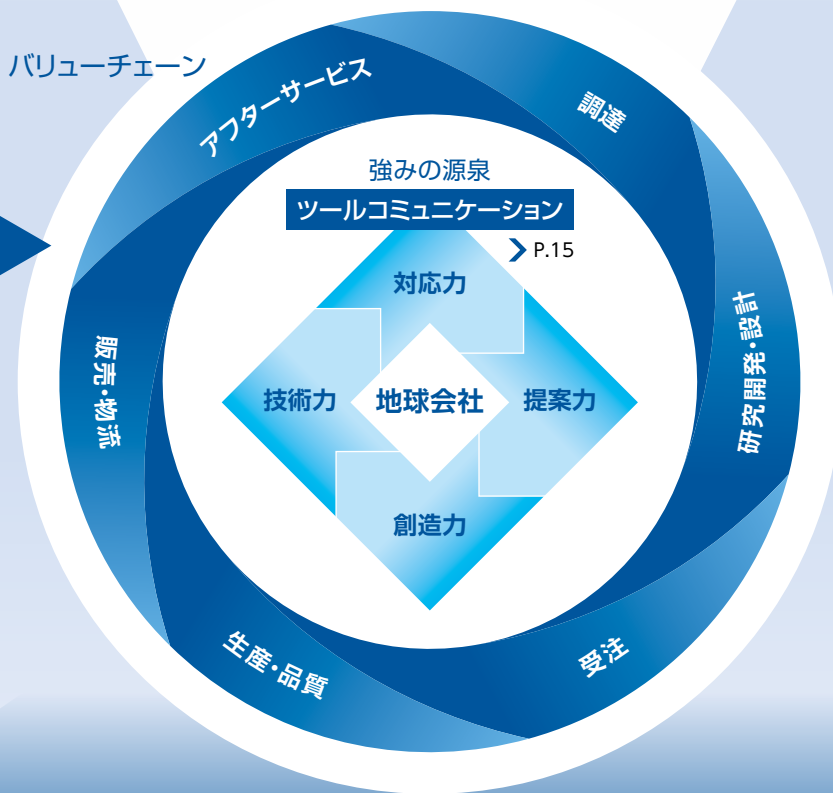 バリューチェーン
アフターサービス
調達
研究開発・設計
受注
生産・品質
販売・物流
強みの源泉
ツールコミュニケーション
P.15
対応力
技術力
地球会社
提案力
創造力